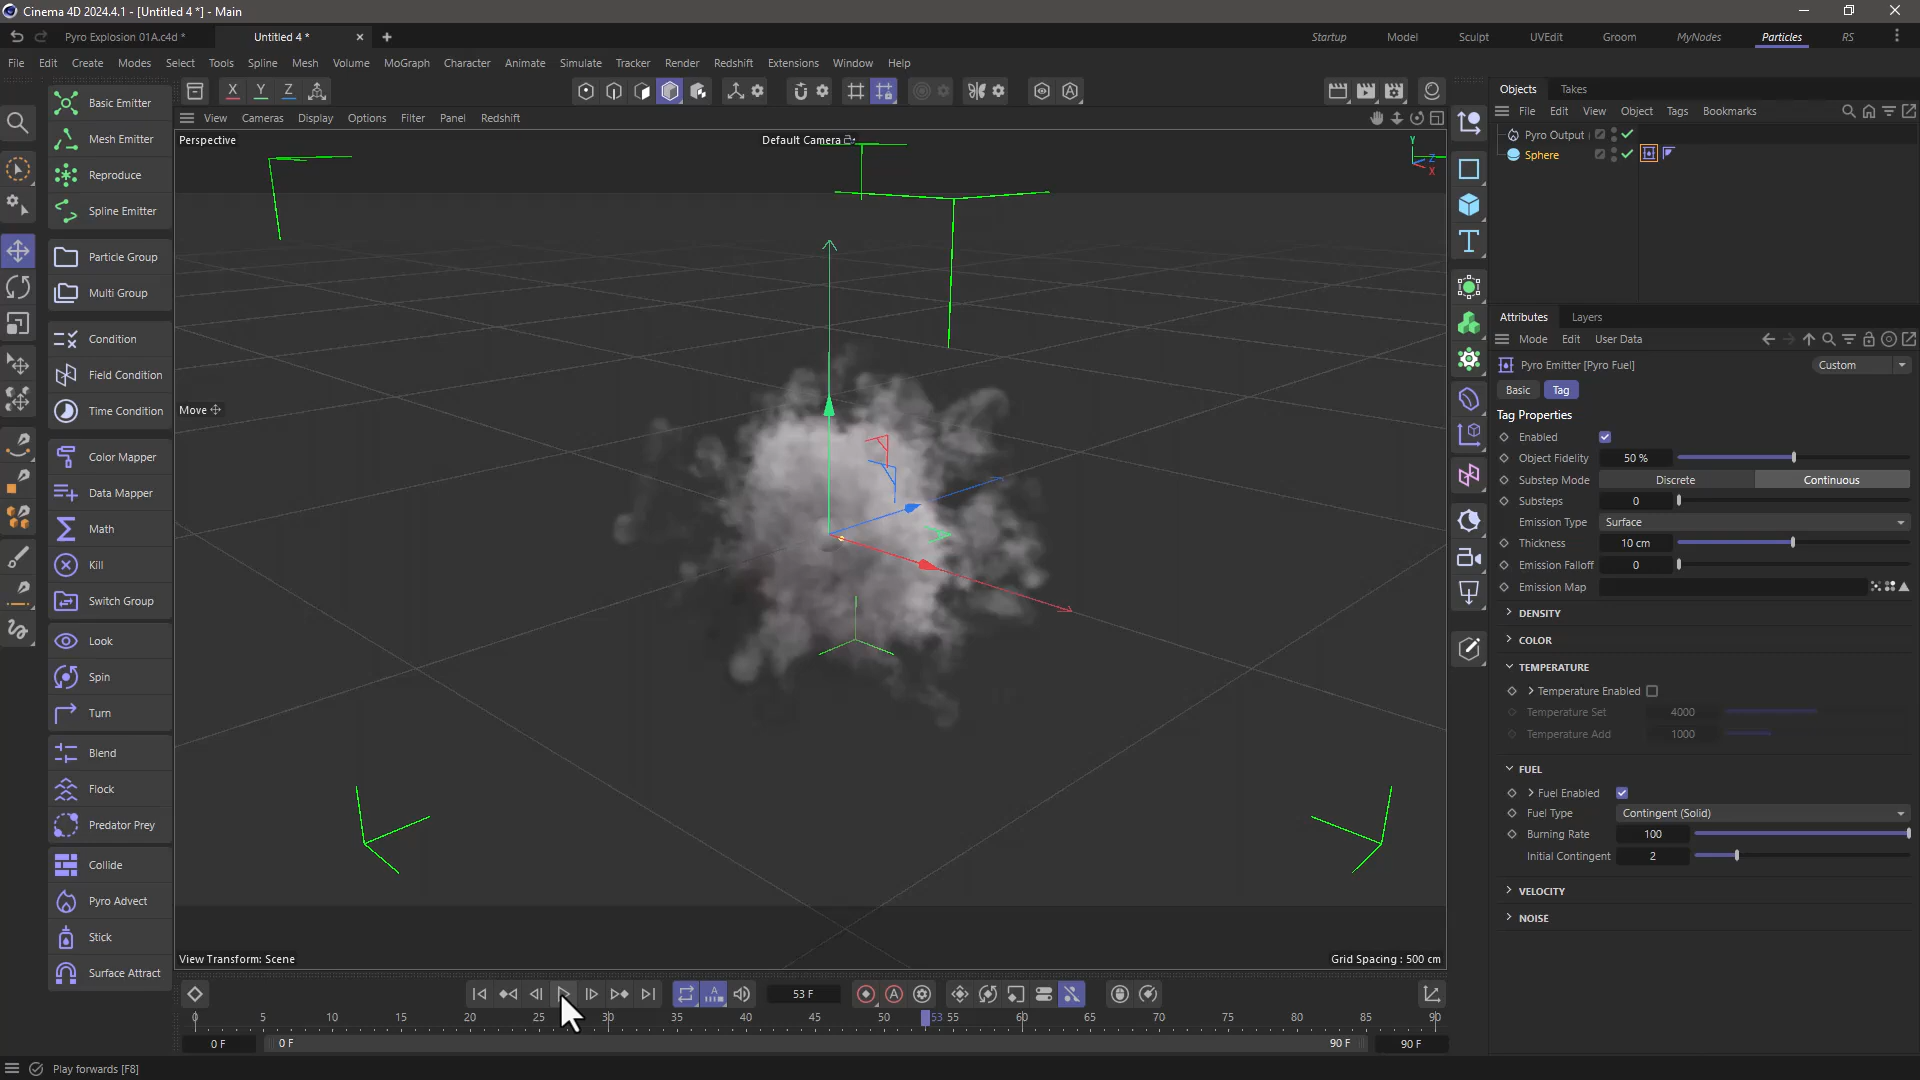 Cinema 4D 2024.4.1 - [Untitled 4 *] - Main
Pyro Explosion 01A.c4d *
Untitled 4 *
Startup
Model
Sculpt
UVEdit
Groom
MyNodes
Particles
RS
File Edit Create Modes Select Tools Spline Mesh Volume MoGraph Character Animate Simulate Tracker Render Redshift Extensions Window Help
X Y Z
Basic Emitter
Mesh Emitter
Reproduce
Spline Emitter
Particle Group
Multi Group
Condition
Field Condition
Time Condition
Color Mapper
Data Mapper
Math
Kill
Switch Group
Look
Spin
Turn
Blend
Flock
Predator Prey
Collide
Pyro Advect
Stick
Surface Attract
View Cameras Display Options Filter Panel Redshift
Perspective
Default Camera
Y
Z
X
Move
View Transform: Scene
Grid Spacing : 500 cm
53 F
0 5 10 15 20 25 30 35 40 45 50 53 55 60 65 70 75 80 85 90
0 F
0 F
90 F
90 F
Play forwards [F8]
Objects Takes
File Edit View Object Tags Bookmarks
Pyro Output
Sphere
Attributes Layers
Mode Edit User Data
Pyro Emitter [Pyro Fuel]
Custom
Basic Tag
Tag Properties
Enabled
Object Fidelity 50 %
Substep Mode Discrete Continuous
Substeps 0
Emission Type Surface
Thickness 10 cm
Emission Falloff 0
Emission Map
DENSITY
COLOR
TEMPERATURE
Temperature Enabled
Temperature Set 4000
Temperature Add 1000
FUEL
Fuel Enabled
Fuel Type Contingent (Solid)
Burning Rate 100
Initial Contingent 2
VELOCITY
NOISE